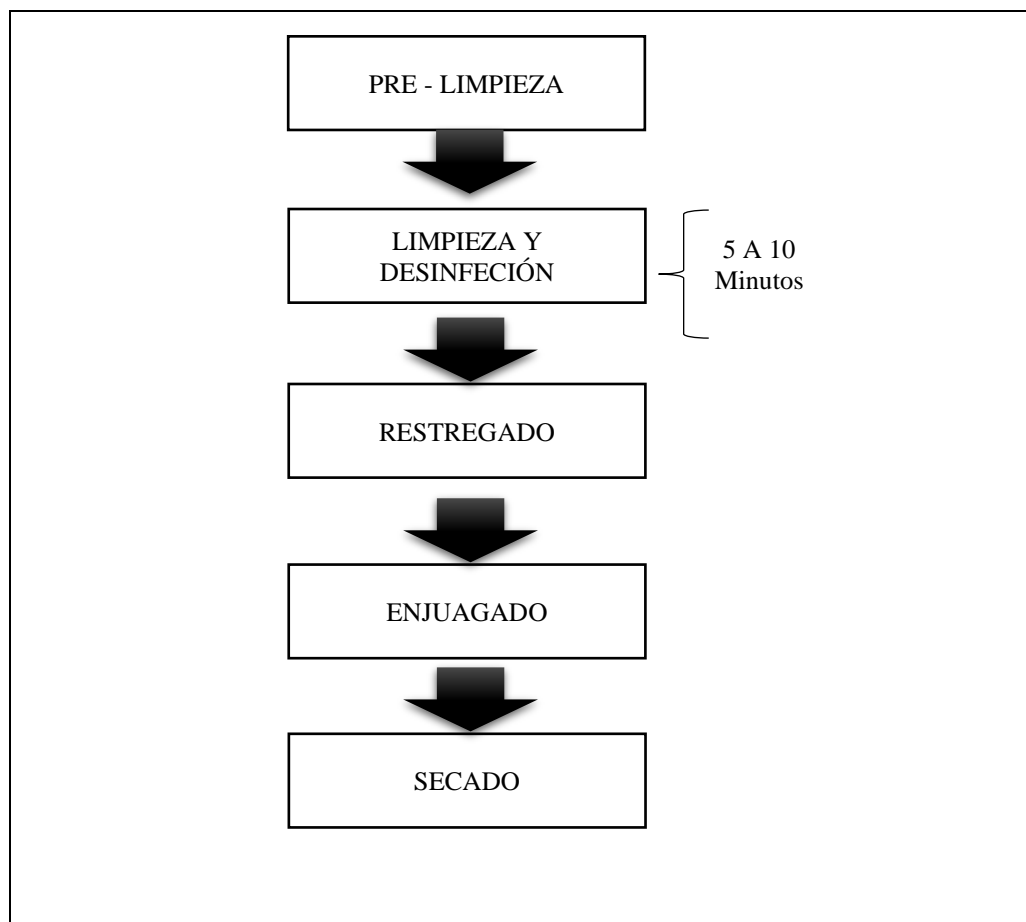 PRE - LIMPIEZA
LIMPIEZA Y
DESINFECIÓN
5 A 10
Minutos
RESTREGADO
ENJUAGADO
SECADO